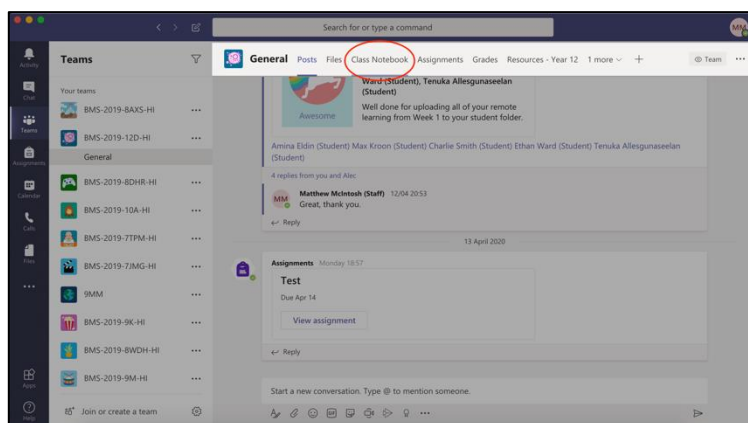 Search for or type a command
MM
Activity
Chat
Teams
Assignments
Calendar
Calls
Files
Apps
Help
Teams
Your teams
BMS-2019-8AXS-HI
BMS-2019-12D-HI
General
BMS-2019-8DHR-HI
BMS-2019-10A-HI
BMS-2019-7TPM-HI
BMS-2019-7JMG-HI
9MM
BMS-2019-9K-HI
BMS-2019-8WDH-HI
BMS-2019-9M-HI
Join or create a team
General Posts Files Class Notebook Assignments Grades Resources - Year 12 1 more + Team
Awesome
Ward (Student), Tenuka Allesgunaseelan
(Student)
Well done for uploading all of your remote
learning from Week 1 to your student folder.
Amina Eldin (Student) Max Kroon (Student) Charlie Smith (Student) Ethan Ward (Student) Tenuka Allesgunaseelan
(Student)
4 replies from you and Alec
MM
Matthew McIntosh (Staff) 12/04 20:53
Great, thank you.
Reply
13 April 2020
Assignments Monday 18:57
Test
Due Apr 14
View assignment
Reply
Start a new conversation. Type @ to mention someone.
GIF